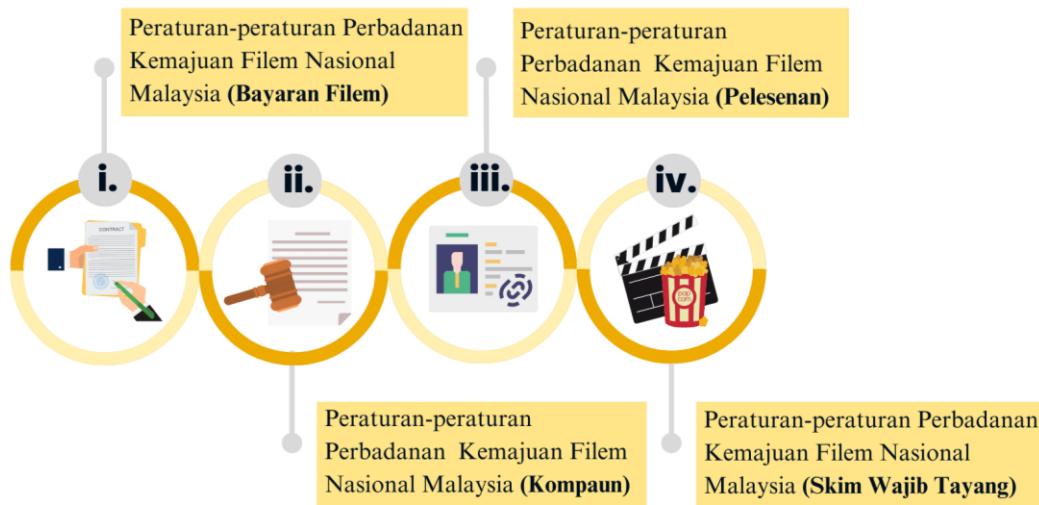 Peraturan-peraturan Perbadanan
Kemajuan Filem Nasional
Malaysia (Bayaran Filem)
Peraturan-peraturan
Perbadanan Kemajuan Filem
Nasional Malaysia (Pelesenan)
i.
ii.
iii.
iv.
CONTRACT
POP
CORN
Peraturan-peraturan
Perbadanan Kemajuan Filem
Nasional Malaysia (Kompaun)
Peraturan-peraturan Perbadanan
Kemajuan Filem Nasional
Malaysia (Skim Wajib Tayang)